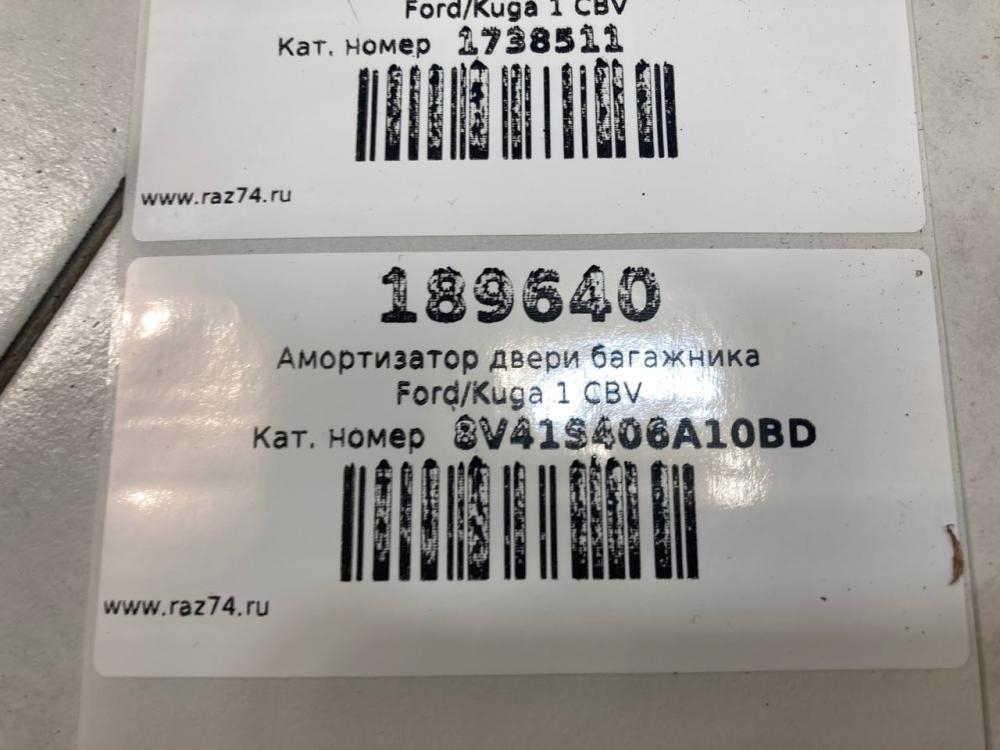 Ford/Kuga 1 CBV
Кат. номер 1738511
www.raz74.ru
189640
Амортизатор двери багажника
Ford/Kuga 1 CBV
Кат. номер 8V41S406A10BD
www.raz74.ru